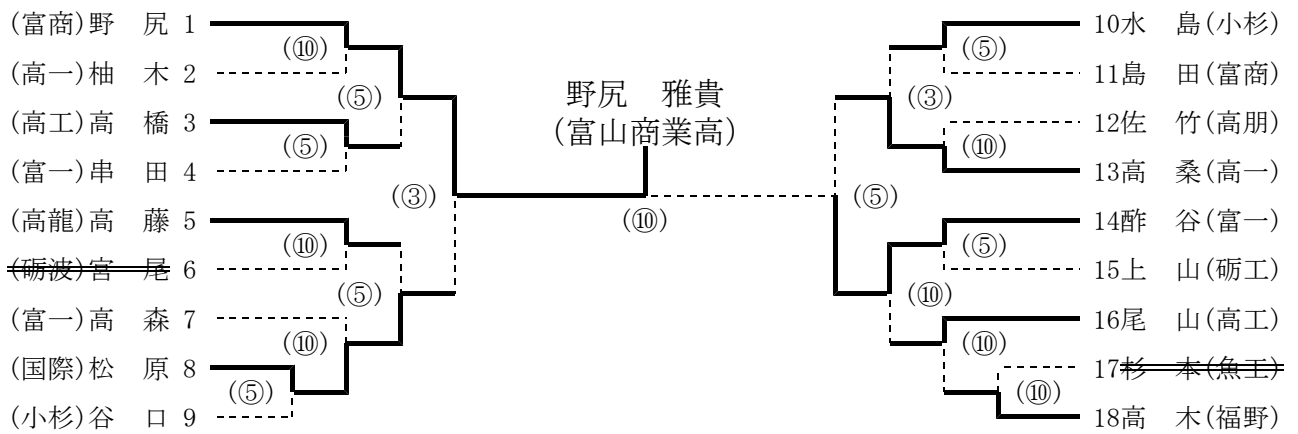 (富商)野　尻 1
(⑩)
(高一)柚　木 2
(⑤)
(高工)高　橋 3
(⑤)
(富一)串　田 4
(③)
(高龍)高　藤 5
(⑩)
(砺波)宮　尾 6
(⑤)
(富一)高　森 7
(⑩)
(国際)松　原 8
(⑤)
(小杉)谷　口 9
野尻　雅貴
(富山商業高)
(⑩)
10水　島(小杉)
(⑤)
11島　田(富商)
(③)
12佐　竹(高朋)
(⑩)
13高　桑(高一)
(⑤)
14酢　谷(富一)
(⑤)
15上　山(砺工)
(⑩)
16尾　山(高工)
(⑩)
17杉　本(魚工)
(⑩)
18高　木(福野)